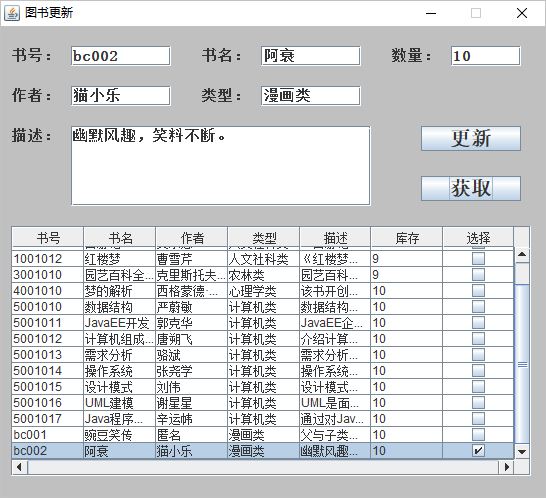 图书更新
书号： bc002 书名： 阿衰 数量： 10
作者： 猫小乐 类型： 漫画类
描述： 幽默风趣，笑料不断。
更新
获取
书号 书名 作者 类型 描述 库存 选择
1001012 红楼梦 曹雪芹 人文社科类 《红楼梦... 9
3001010 园艺百科全... 克里斯托夫... 农林类 园艺百科... 9
4001010 梦的解析 西格蒙德·... 心理学类 该书开创... 10
5001010 数据结构 严蔚敏 计算机类 数据结构... 10
5001011 JavaEE开发 郭克华 计算机类 JavaEE企... 10
5001012 计算机组成... 唐朔飞 计算机类 介绍计算... 10
5001013 需求分析 骆斌 计算机类 需求分析... 10
5001014 操作系统 张尧学 计算机类 操作系统... 10
5001015 设计模式 刘伟 计算机类 设计模式... 10
5001016 UML建模 谢星星 计算机类 UML是面... 10
5001017 Java程序... 辛运帏 计算机类 通过对Jav... 10
bc001 豌豆笑传 匿名 漫画类 父与子类... 10
bc002 阿衰 猫小乐 漫画类 幽默风趣... 10